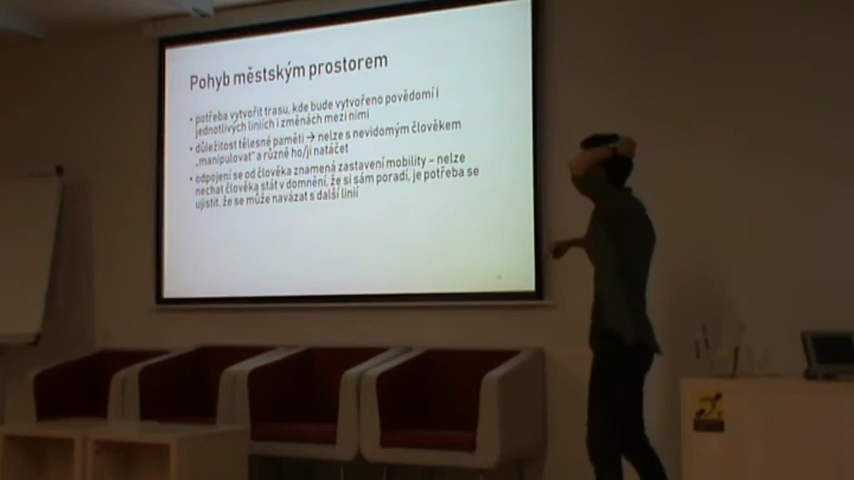 Pohyb městským prostorem
• potřeba vytvořit trasu, kde bude vytvořeno povědomí i
jednotlivých liniích i změnách mezi nimi
• důležitost tělesné paměti → nelze s nevidomým člověkem
„manipulovat“ a různě ho/ji natáčet
• odpojení se od člověka znamená zastavení mobility – nelze
nechat člověka stát v domnění, že si sám poradí, je potřeba se
ujistit, že se může navázat s další linií